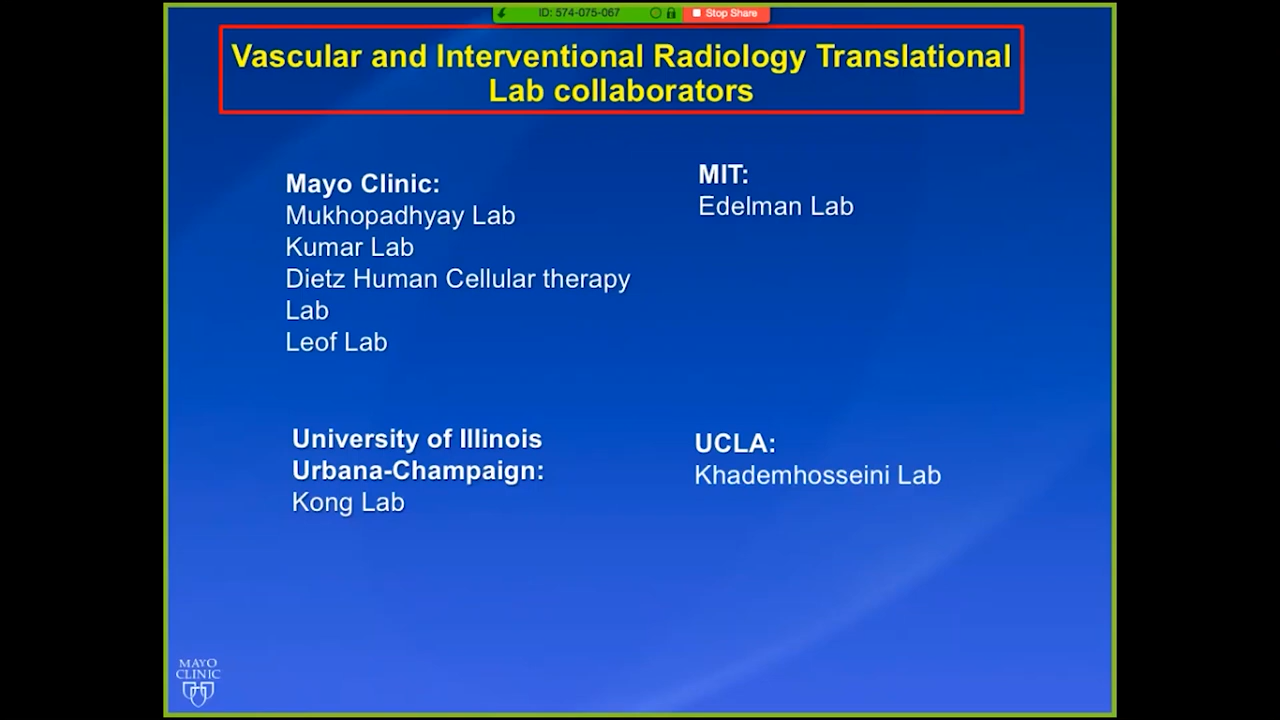 ID: 574-075-067
Stop Share
Vascular and Interventional Radiology Translational
Lab collaborators
Mayo Clinic:
Mukhopadhyay Lab
Kumar Lab
Dietz Human Cellular therapy
Lab
Leof Lab
MIT:
Edelman Lab
University of Illinois
Urbana-Champaign:
Kong Lab
UCLA:
Khademhosseini Lab
MAYO
CLINIC